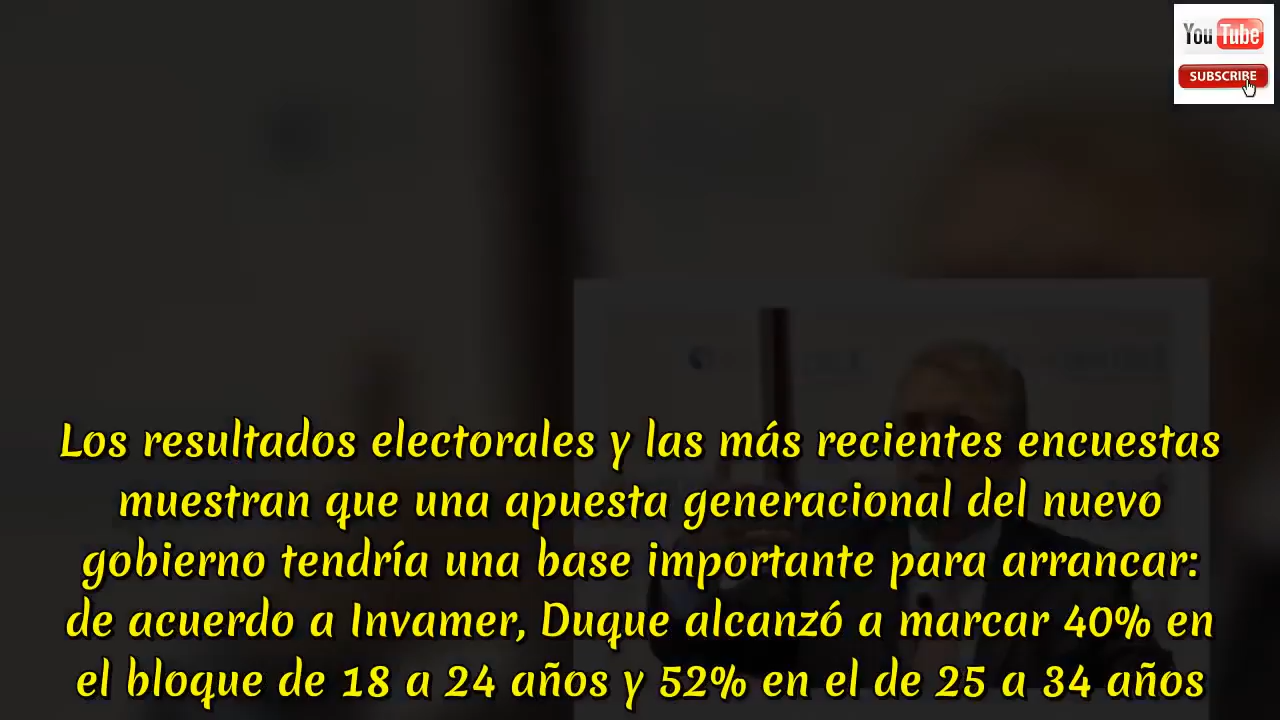 You Tube
SUBSCRIBE
Los resultados electorales y las más recientes encuestas
muestran que una apuesta generacional del nuevo
gobierno tendría una base importante para arrancar:
de acuerdo a Invamer, Duque alcanzó a marcar 40% en
el bloque de 18 a 24 años y 52% en el de 25 a 34 años